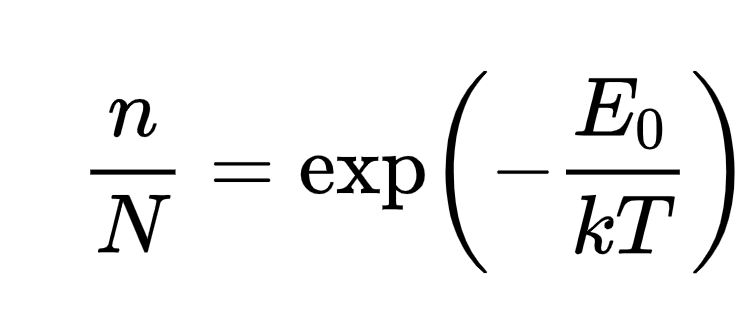 n/N = exp(−E₀/kT)